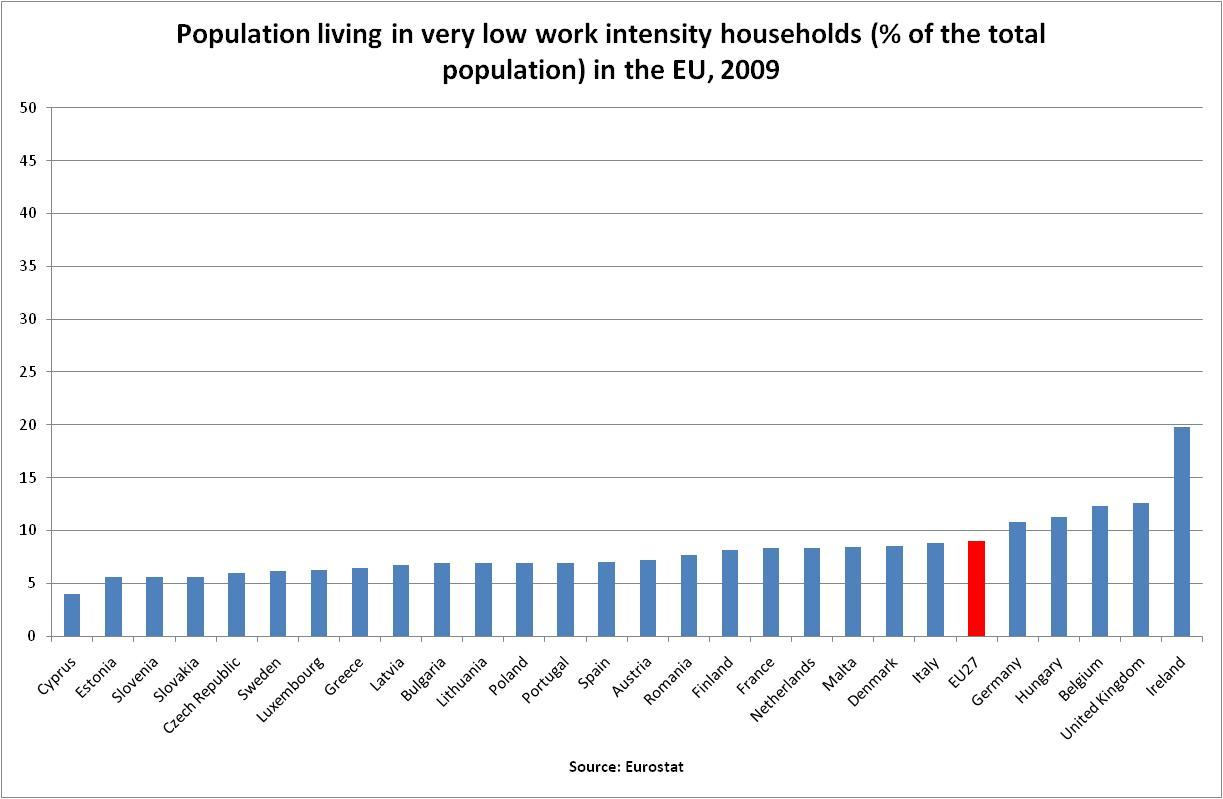 Population living in very low work intensity households (% of the total
population) in the EU, 2009
50
45
40
35
30
25
20
15
10
5
0
Cyprus
Estonia
Slovenia
Slovakia
Czech Republic
Sweden
Luxembourg
Greece
Latvia
Bulgaria
Lithuania
Poland
Portugal
Spain
Austria
Romania
Finland
France
Netherlands
Malta
Denmark
Italy
EU27
Germany
Hungary
Belgium
United Kingdom
Ireland
Source: Eurostat